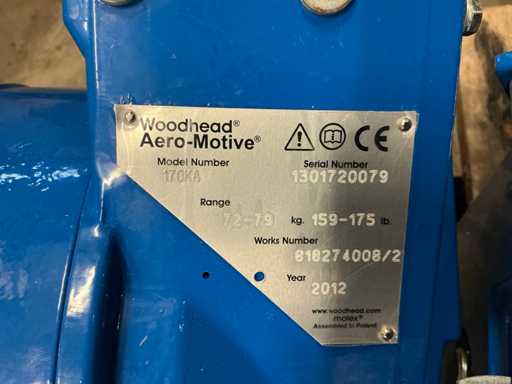 Woodhead®
Aero-Motive®
CE
Model Number
170KA
Serial Number
1301720079
Range
72-79 kg. 159-175 lb.
Works Number
818274008/2
Year
2012
www.woodhead.com
molex®
Assembled in Poland